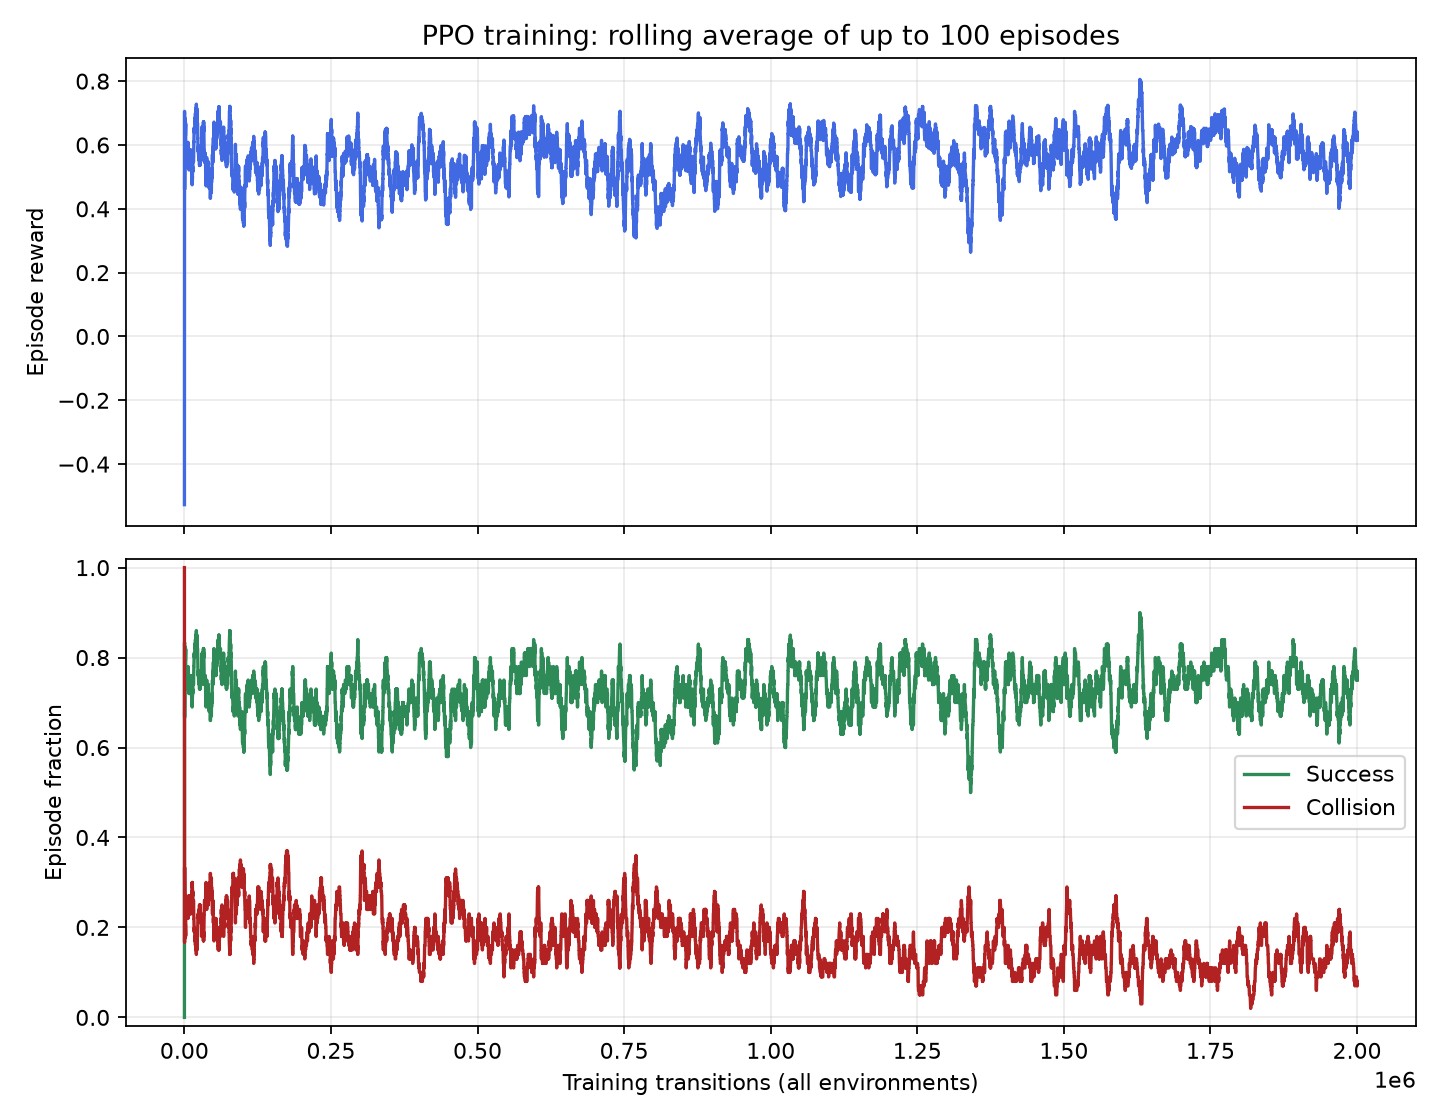 PPO training: rolling average of up to 100 episodes
0.8
0.6
0.4
0.2
0.0
−0.2
−0.4
Episode reward
1.0
0.8
0.6
0.4
0.2
0.0
Episode fraction
Success
Collision
0.00 0.25 0.50 0.75 1.00 1.25 1.50 1.75 2.00
1e6
Training transitions (all environments)